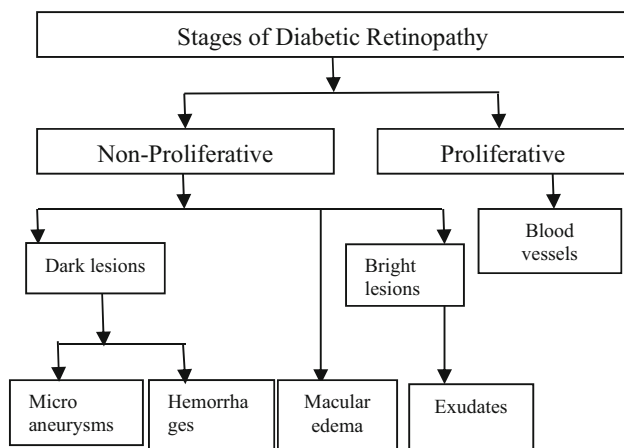 Stages of Diabetic Retinopathy
Non-Proliferative
Proliferative
Blood
vessels
Dark lesions
Bright
lesions
Micro
aneurysms
Hemorrha
ges
Macular
edema
Exudates